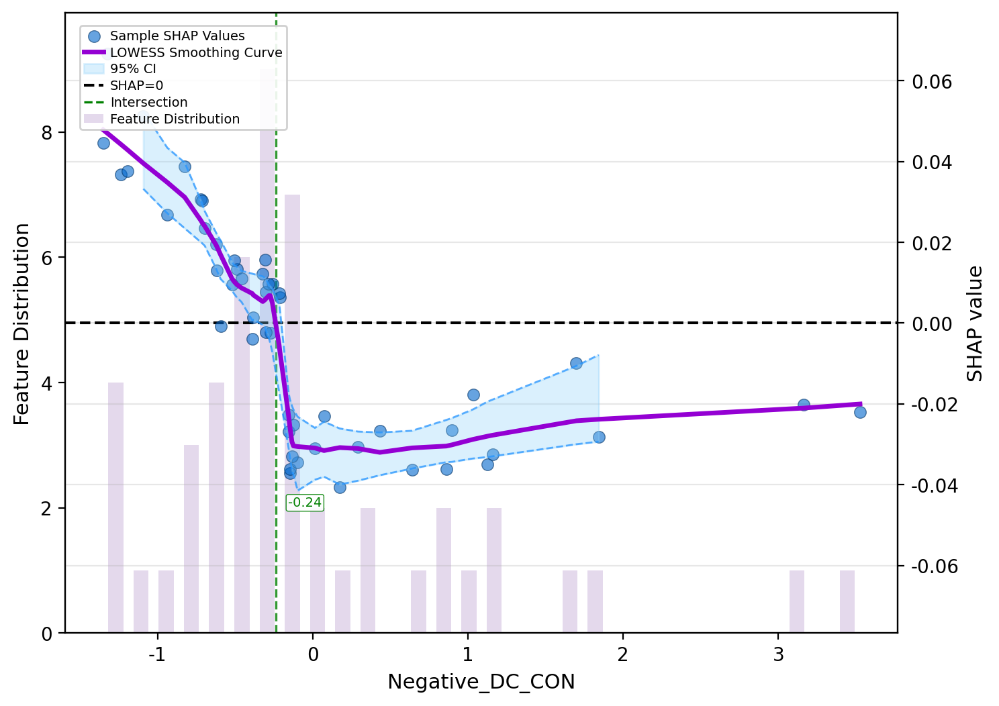 Sample SHAP Values
LOWESS Smoothing Curve
95% CI
SHAP=0
Intersection
Feature Distribution
8
6
4
2
0
Feature Distribution
0.06
0.04
0.02
0.00
-0.02
-0.04
-0.06
SHAP value
-0.24
-1
0
1
2
3
Negative_DC_CON